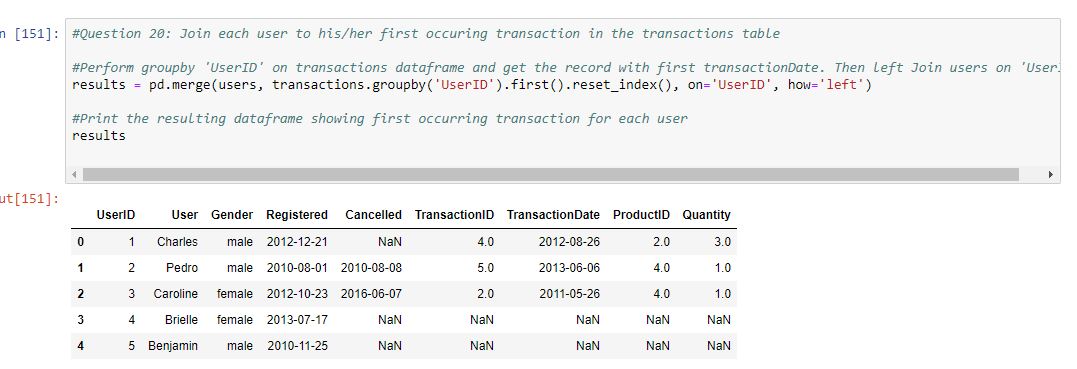 n [151]: #Question 20: Join each user to his/her first occuring transaction in the transactions table
#Perform groupby 'UserID' on transactions dataframe and get the record with first transactionDate. Then Left Join users on 'User
results = pd.merge(users, transactions.groupby('UserID').first().reset_index(), on='UserID', how='left')
#Print the resulting dataframe showing first occurring transaction for each user
results
ut[151]:
UserID User Gender Registered Cancelled TransactionID TransactionDate ProductID Quantity
0 1 Charles male 2012-12-21 NaN 4.0 2012-08-26 2.0 3.0
1 2 Pedro male 2010-08-01 2010-08-08 5.0 2013-06-06 4.0 1.0
2 3 Caroline female 2012-10-23 2016-06-07 2.0 2011-05-26 4.0 1.0
3 4 Brielle female 2013-07-17 NaN NaN NaN NaN NaN
4 5 Benjamin male 2010-11-25 NaN NaN NaN NaN NaN